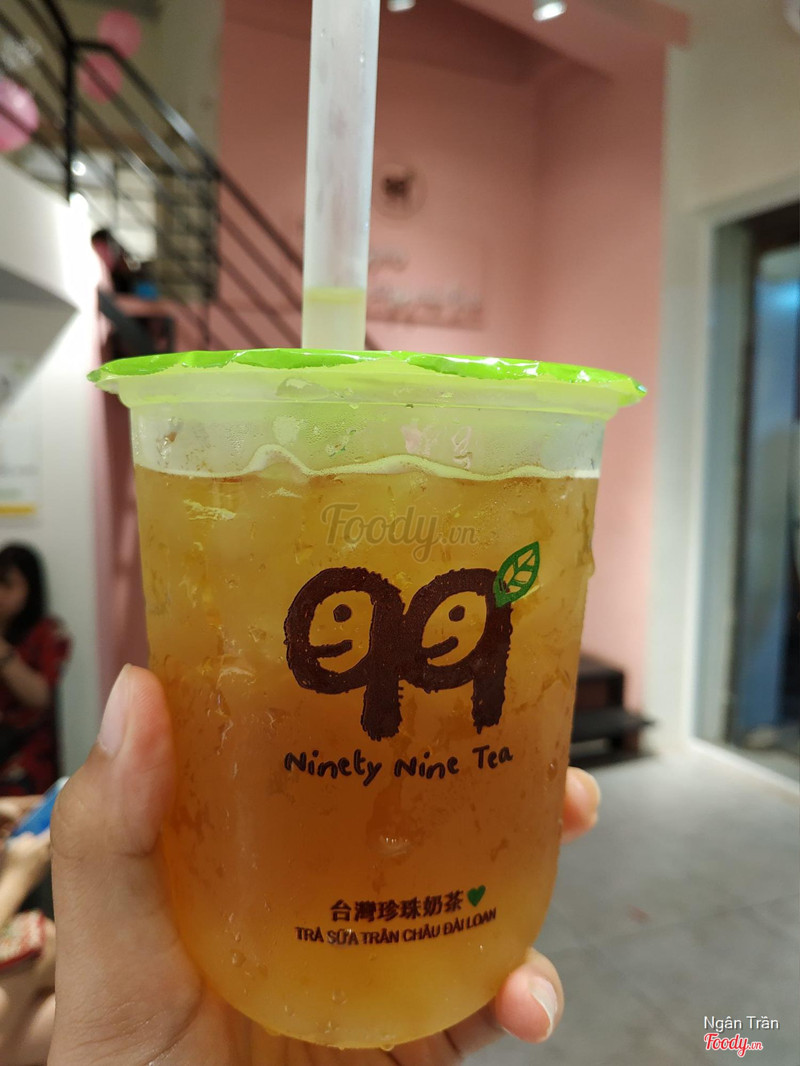 Foody.vn
99
Ninety Nine Tea
台灣珍珠奶茶
TRÀ SỮA TRÂN CHÂU ĐÀI LOAN
Ngân Trần
Foody.vn